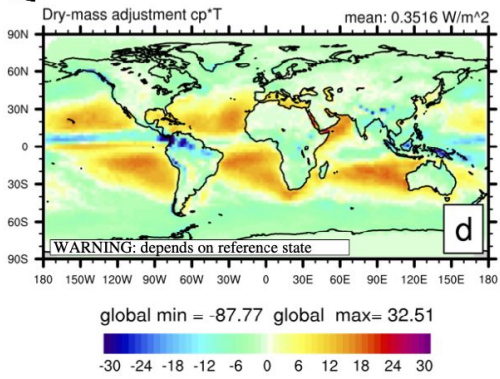 Dry-mass adjustment cp*T mean: 0.3516 W/m^2
90N
60N
30N
0
30S
60S
90S
d
WARNING: depends on reference state
180 150W 120W 90W 60W 30W 0 30E 60E 90E 120E 150E 180
global min = -87.77 global max= 32.51
-30 -24 -18 -12 -6 0 6 12 18 24 30